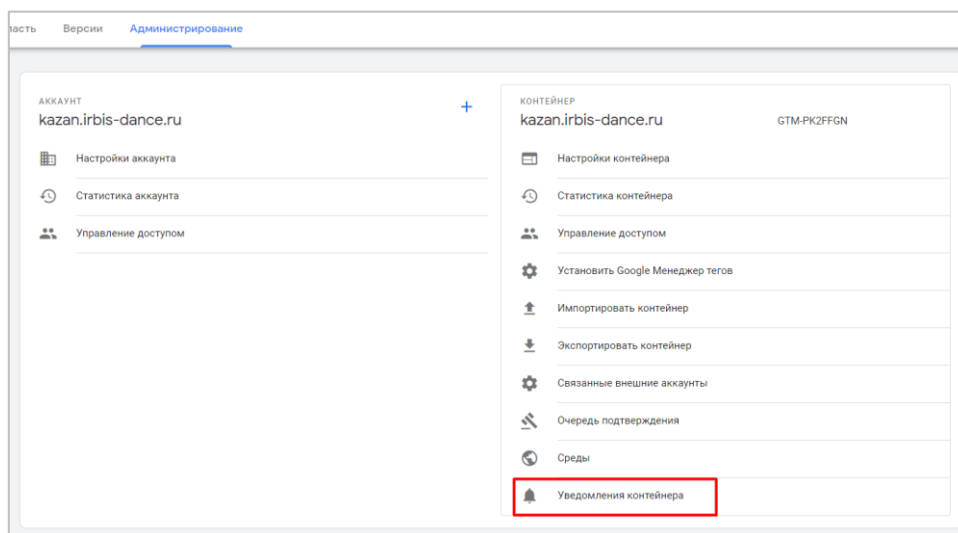 ласть Версии Администрирование
АККАУНТ
kazan.irbis-dance.ru
Настройки аккаунта
Статистика аккаунта
Управление доступом
КОНТЕЙНЕР
kazan.irbis-dance.ru GTM-PK2FFGN
Настройки контейнера
Статистика контейнера
Управление доступом
Установить Google Менеджер тегов
Импортировать контейнер
Экспортировать контейнер
Связанные внешние аккаунты
Очередь подтверждения
Среды
Уведомления контейнера